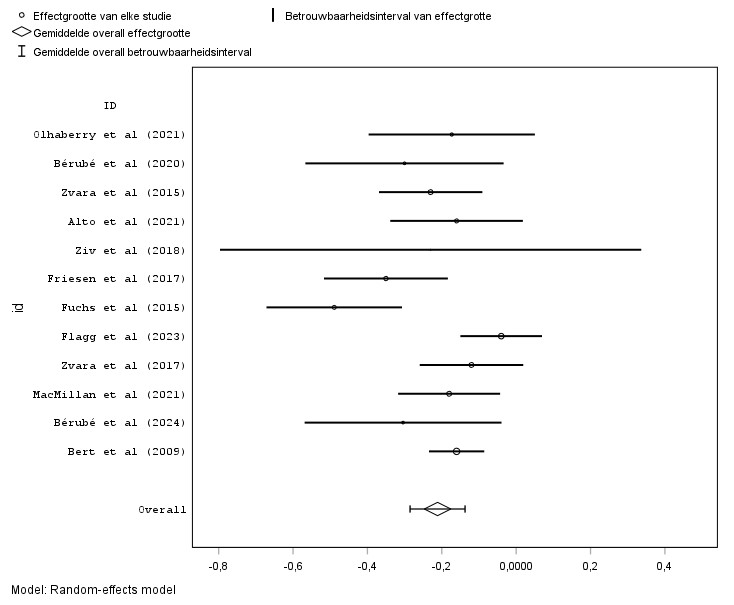 Effectgrootte van elke studie
Betrouwbaarheidsinterval van effectgrotte
Gemiddelde overall effectgrootte
Gemiddelde overall betrouwbaarheidsinterval
ID
Olhaberry et al (2021)
Bérubé et al (2020)
Zvara et al (2015)
Alto et al (2021)
Ziv et al (2018)
Friesen et al (2017)
id
Fuchs et al (2015)
Flagg et al (2023)
Zvara et al (2017)
MacMillan et al (2021)
Bérubé et al (2024)
Bert et al (2009)
Overall
-0,8 -0,6 -0,4 -0,2 0,0000 0,2 0,4
Model: Random-effects model